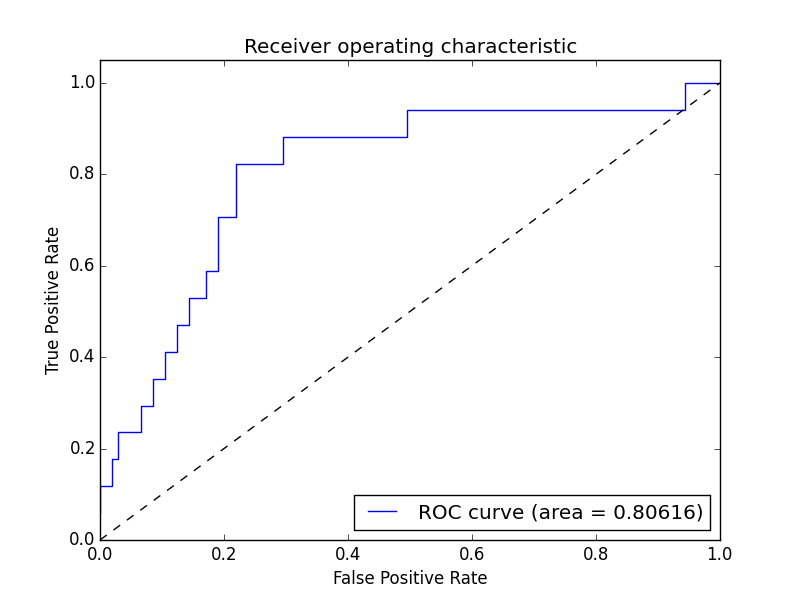 Receiver operating characteristic
1.0
0.8
0.6
0.4
0.2
0.0
True Positive Rate
ROC curve (area = 0.80616)
0.0 0.2 0.4 0.6 0.8 1.0
False Positive Rate